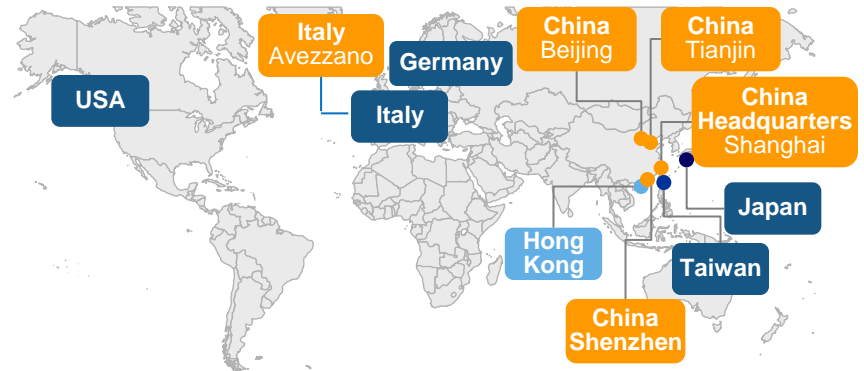 Italy
Avezzano
China
Beijing
China
Tianjin
Germany
USA
Italy
China
Headquarters
Shanghai
Japan
Hong
Kong
Taiwan
China
Shenzhen